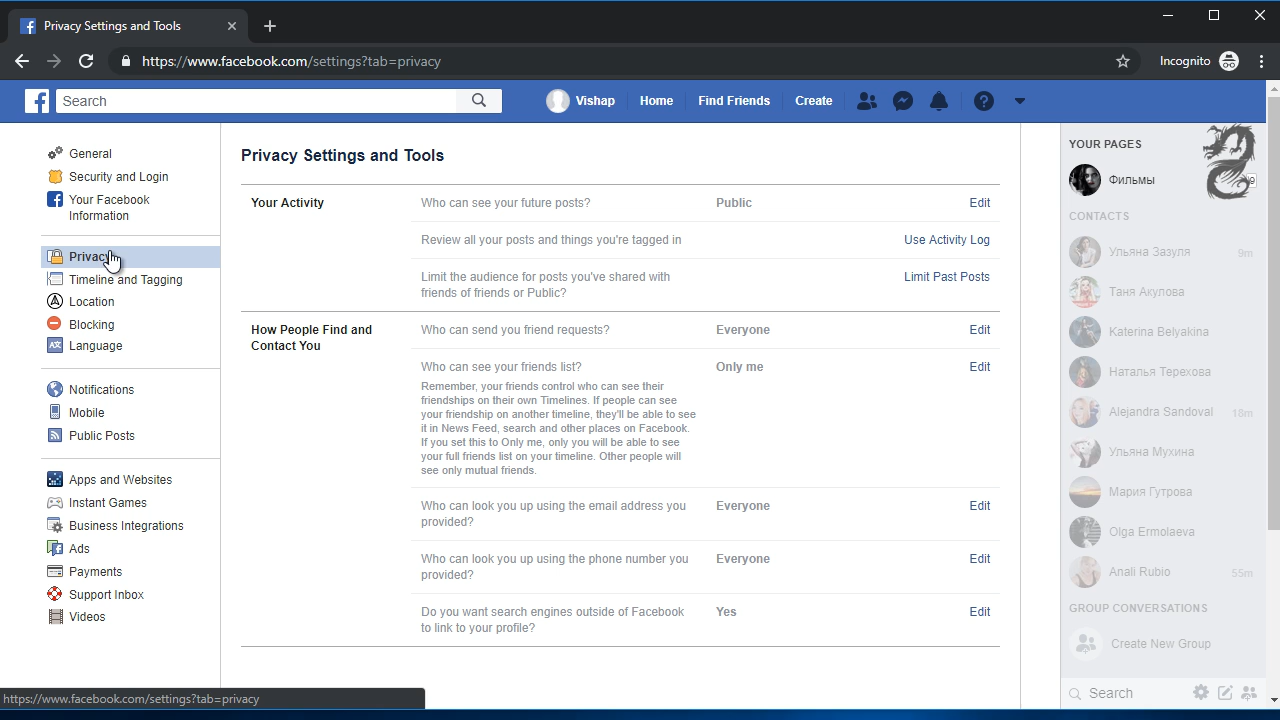 Privacy Settings and Tools
https://www.facebook.com/settings?tab=privacy
Incognito
Search
Vishap
Home
Find Friends
Create
General
Security and Login
Your Facebook
Information
Privacy
Timeline and Tagging
Location
Blocking
Language
Notifications
Mobile
Public Posts
Apps and Websites
Instant Games
Business Integrations
Ads
Payments
Support Inbox
Videos
Privacy Settings and Tools
Your Activity
Who can see your future posts?
Public
Edit
Review all your posts and things you're tagged in
Use Activity Log
Limit the audience for posts you've shared with
friends of friends or Public?
Limit Past Posts
How People Find and
Contact You
Who can send you friend requests?
Everyone
Edit
Who can see your friends list?
Only me
Edit
Remember, your friends control who can see their
friendships on their own Timelines. If people can see
your friendship on another timeline, they'll be able to see
it in News Feed, search and other places on Facebook.
If you set this to Only me, only you will be able to see
your full friends list on your timeline. Other people will
see only mutual friends.
Who can look you up using the email address you
provided?
Everyone
Edit
Who can look you up using the phone number you
provided?
Everyone
Edit
Do you want search engines outside of Facebook
to link to your profile?
Yes
Edit
YOUR PAGES
Фильмы
CONTACTS
Ульяна Зазуля 9m
Таня Акулова
Katerina Belyakina
Наталья Терехова
Alejandra Sandoval 18m
Ульяна Мухина
Мария Гутрова
Olga Ermolaeva
Anali Rubio 55m
GROUP CONVERSATIONS
Create New Group
Search
https://www.facebook.com/settings?tab=privacy